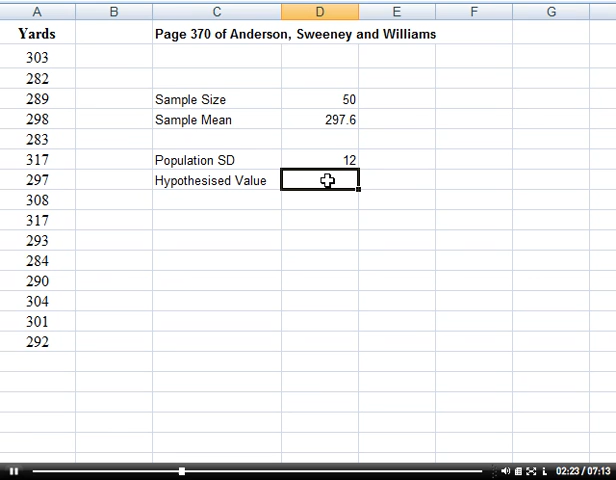 A B C D E F G
Yards Page 370 of Anderson, Sweeney and Williams
303
282
289 Sample Size 50
298 Sample Mean 297.6
283
317 Population SD 12
297 Hypothesised Value
308
317
293
284
290
304
301
292
02:23 / 07:13